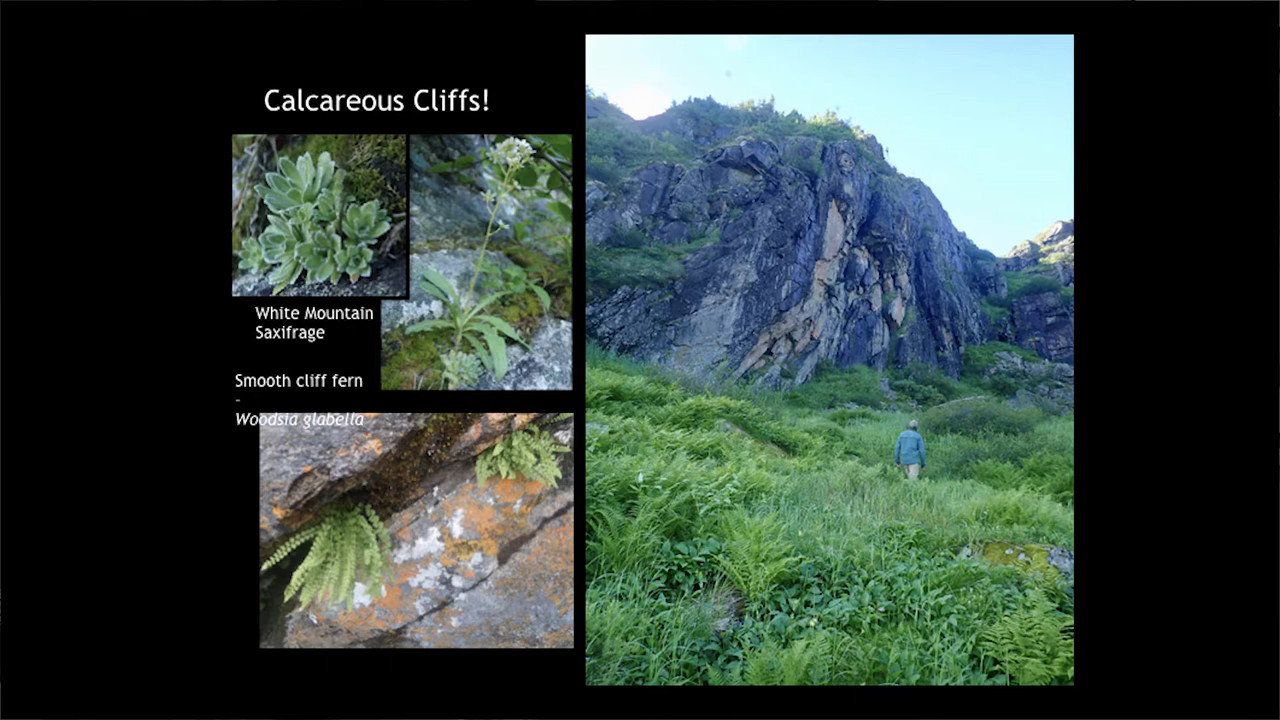 Calcareous Cliffs!
White Mountain
Saxifrage
Smooth cliff fern
-
Woodsia glabella